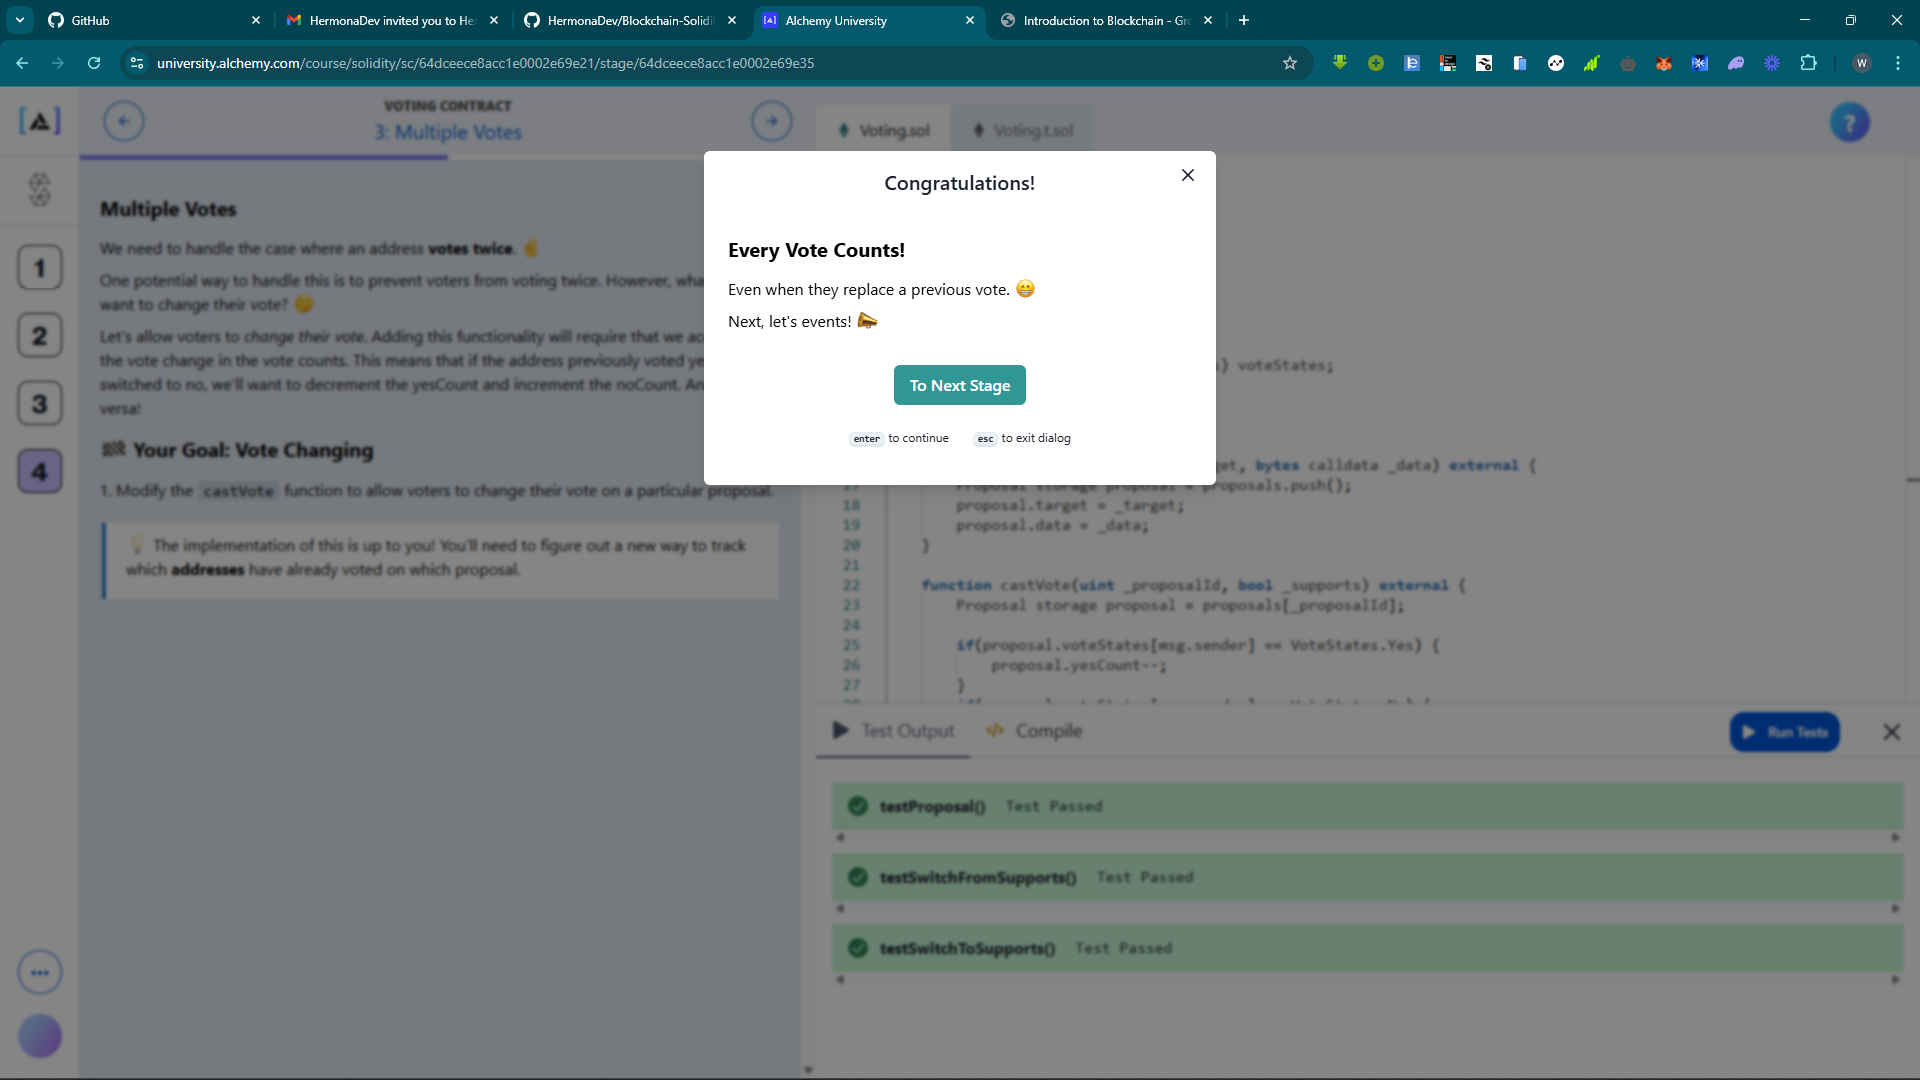 GitHub
HermonaDev invited you to He
HermonaDev/Blockchain-Solidi
Alchemy University
Introduction to Blockchain - Gr
university.alchemy.com/course/solidity/sc/64dceece8acc1e0002e69e21/stage/64dceece8acc1e0002e69e35
W
VOTING CONTRACT
3: Multiple Votes
Voting.sol
Voting.t.sol
?
1
2
3
4
Multiple Votes
We need to handle the case where an address votes twice.
One potential way to handle this is to prevent voters from voting twice. However, wha
want to change their vote?
Let's allow voters to change their vote. Adding this functionality will require that we ac
the vote change in the vote counts. This means that if the address previously voted ye
switched to no, we'll want to decrement the yesCount and increment the noCount. An
versa!
Your Goal: Vote Changing
1. Modify the castVote function to allow voters to change their vote on a particular proposal.
The implementation of this is up to you! You'll need to figure out a new way to track
which addresses have already voted on which proposal.
Congratulations!
Every Vote Counts!
Even when they replace a previous vote. 😁
Next, let's events! 📣
To Next Stage
enter to continue
esc to exit dialog
) voteStates;
get, bytes calldata _data) external {
17 Proposal storage proposal = proposals.push();
18 proposal.target = _target;
19 proposal.data = _data;
20 }
21
22 function castVote(uint _proposalId, bool _supports) external {
23 Proposal storage proposal = proposals[_proposalId];
24
25 if(proposal.voteStates[msg.sender] == VoteStates.Yes) {
26 proposal.yesCount--;
27 }
Test Output
Compile
Run Tests
testProposal() Test Passed
testSwitchFromSupports() Test Passed
testSwitchToSupports() Test Passed